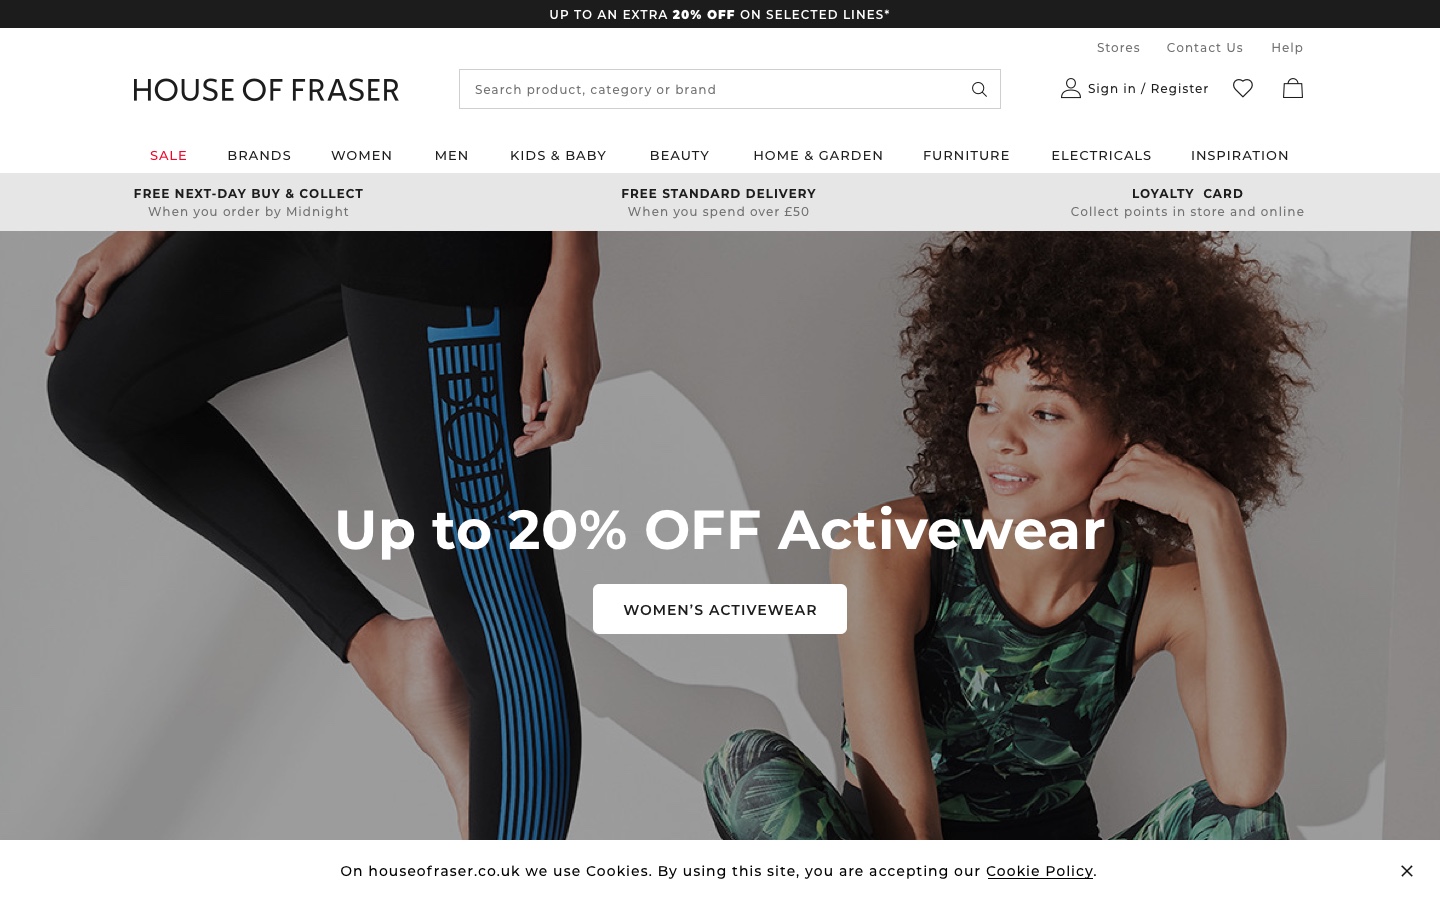 UP TO AN EXTRA 20% OFF ON SELECTED LINES*
Stores Contact Us Help
HOUSE OF FRASER
Search product, category or brand
Sign in / Register
SALE BRANDS WOMEN MEN KIDS & BABY BEAUTY HOME & GARDEN FURNITURE ELECTRICALS INSPIRATION
FREE NEXT-DAY BUY & COLLECT
When you order by Midnight
FREE STANDARD DELIVERY
When you spend over £50
LOYALTY CARD
Collect points in store and online
Up to 20% OFF Activewear
WOMEN’S ACTIVEWEAR
On houseofraser.co.uk we use Cookies. By using this site, you are accepting our Cookie Policy.